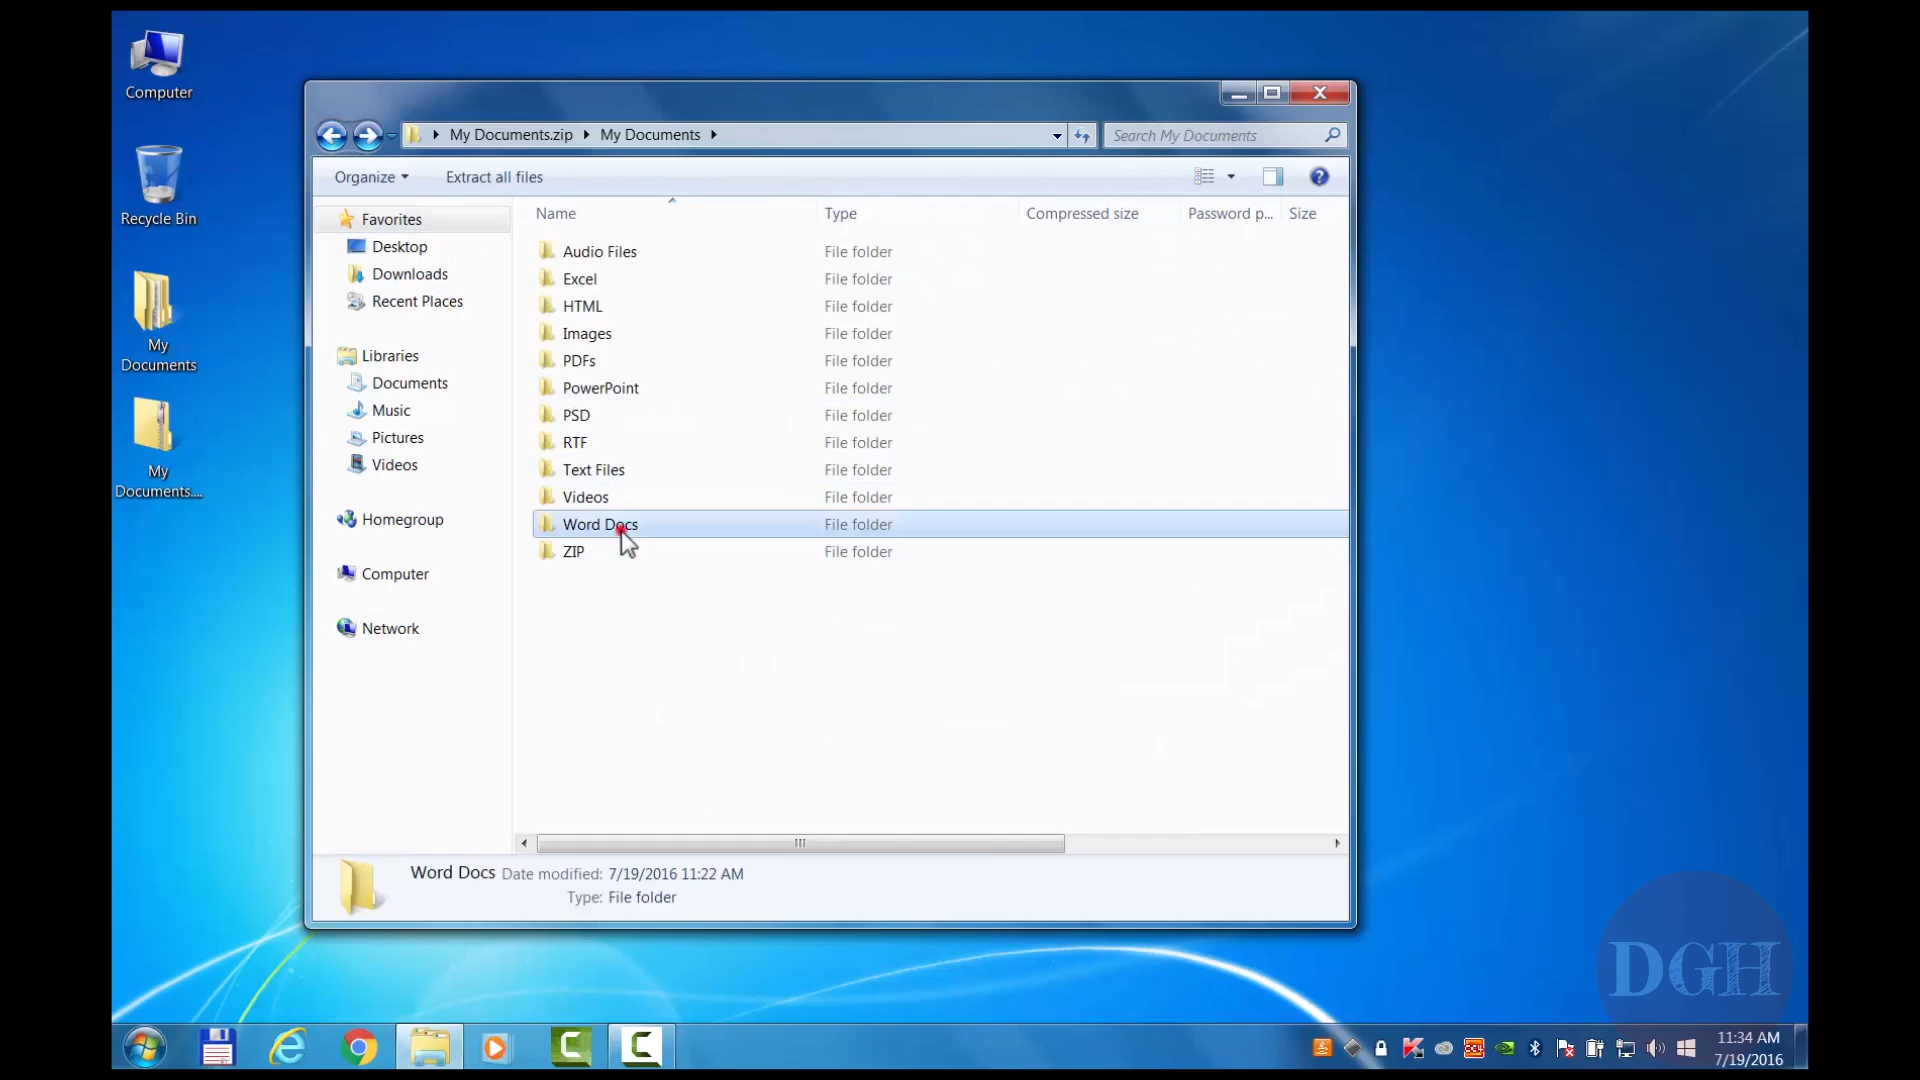 Computer
Recycle Bin
My
Documents
My
Documents....
My Documents.zip My Documents
Search My Documents
Organize
Extract all files
Favorites
Desktop
Downloads
Recent Places
Libraries
Documents
Music
Pictures
Videos
Homegroup
Computer
Network
Name Type Compressed size Password p... Size
Audio Files File folder
Excel File folder
HTML File folder
Images File folder
PDFs File folder
PowerPoint File folder
PSD File folder
RTF File folder
Text Files File folder
Videos File folder
Word Docs File folder
ZIP File folder
Word Docs Date modified: 7/19/2016 11:22 AM
Type: File folder
DGH
11:34 AM
7/19/2016